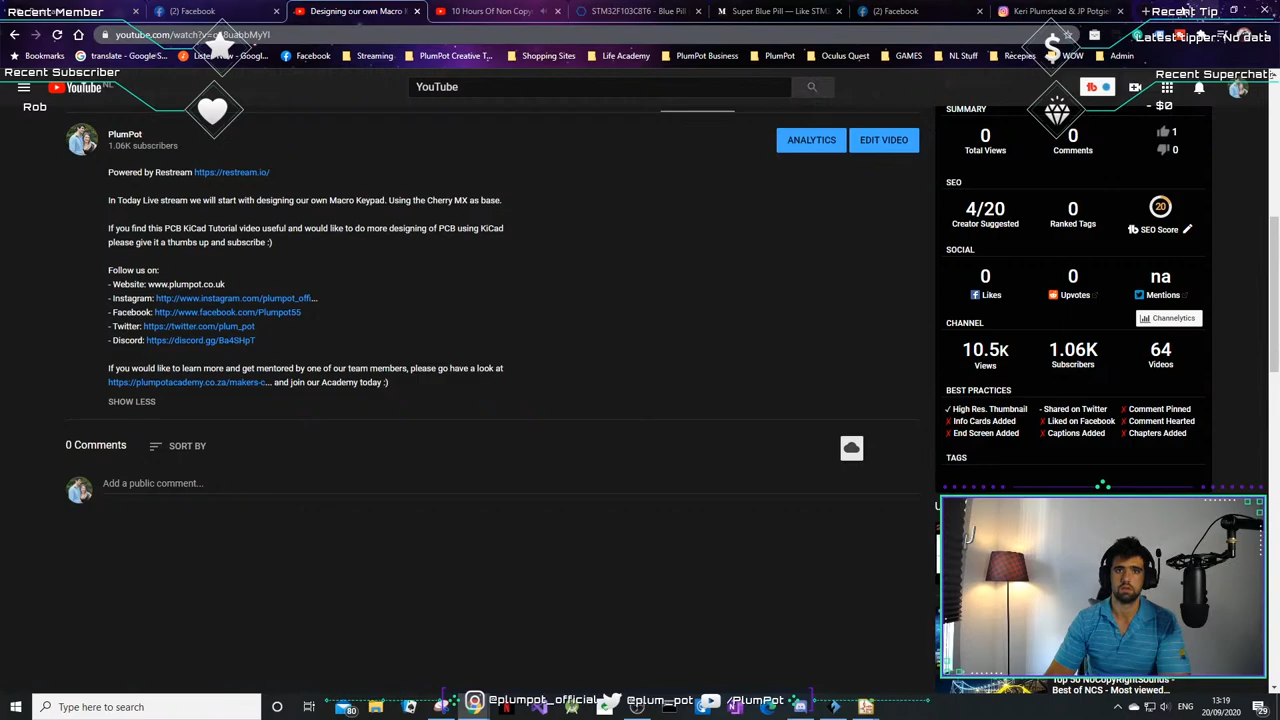 Recent Member
(2) Facebook
Designing our own Macro
10 Hours Of Non Copy
STM32F103C8T6 - Blue Pill
Super Blue Pill — Like STM
(2) Facebook
Keri Plumstead & JP Potgie
Recent Tip
Latest tipper: No data
Bookmarks
translate - Google S...
Googl...
Facebook
Streaming
PlumPot Creative T...
Shopping Sites
Life Academy
PlumPot Business
PlumPot
Oculus Quest
GAMES
NL Stuff
Recepies
WOW
Admin
Recent Subscriber
Recent Superchat
YouTube NL
YouTube
Rob
- $0
PlumPot
1.06K subscribers
ANALYTICS
EDIT VIDEO
Powered by Restream https://restream.io/
In Today Live stream we will start with designing our own Macro Keypad. Using the Cherry MX as base.
If you find this PCB KiCad Tutorial video useful and would like to do more designing of PCB using KiCad
please give it a thumbs up and subscribe :)
Follow us on:
- Website: www.plumpot.co.uk
- Instagram: http://www.instagram.com/plumpot_offi...
- Facebook: http://www.facebook.com/Plumpot55
- Twitter: https://twitter.com/plum_pot
- Discord: https://discord.gg/Ba4SHpT
If you would like to learn more and get mentored by one of our team members, please go have a look at
https://plumpotacademy.co.za/makers-c... and join our Academy today :)
SHOW LESS
0 Comments
SORT BY
Add a public comment...
SUMMARY
0
Total Views
0
Comments
1
0
SEO
4/20
Creator Suggested
0
Ranked Tags
20
SEO Score
SOCIAL
0
Likes
0
Upvotes
na
Mentions
CHANNEL
Channelytics
10.5K
Views
1.06K
Subscribers
64
Videos
BEST PRACTICES
✓ High Res. Thumbnail
- Shared on Twitter
✗ Comment Pinned
✗ Info Cards Added
✗ Liked on Facebook
✗ Comment Hearted
✗ End Screen Added
✗ Captions Added
✗ Chapters Added
TAGS
Best of NCS - Most viewed...
Type here to search
80
@plumpot_official
@plum_pot
PlumPot
13:19
20/09/2020
29